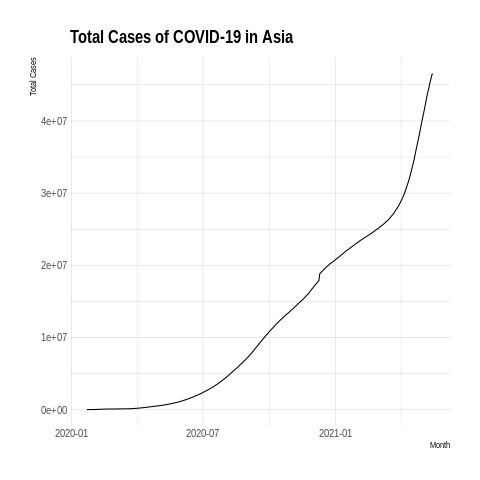 Total Cases of COVID-19 in Asia
Total Cases
4e+07
3e+07
2e+07
1e+07
0e+00
2020-01 2020-07 2021-01
Month